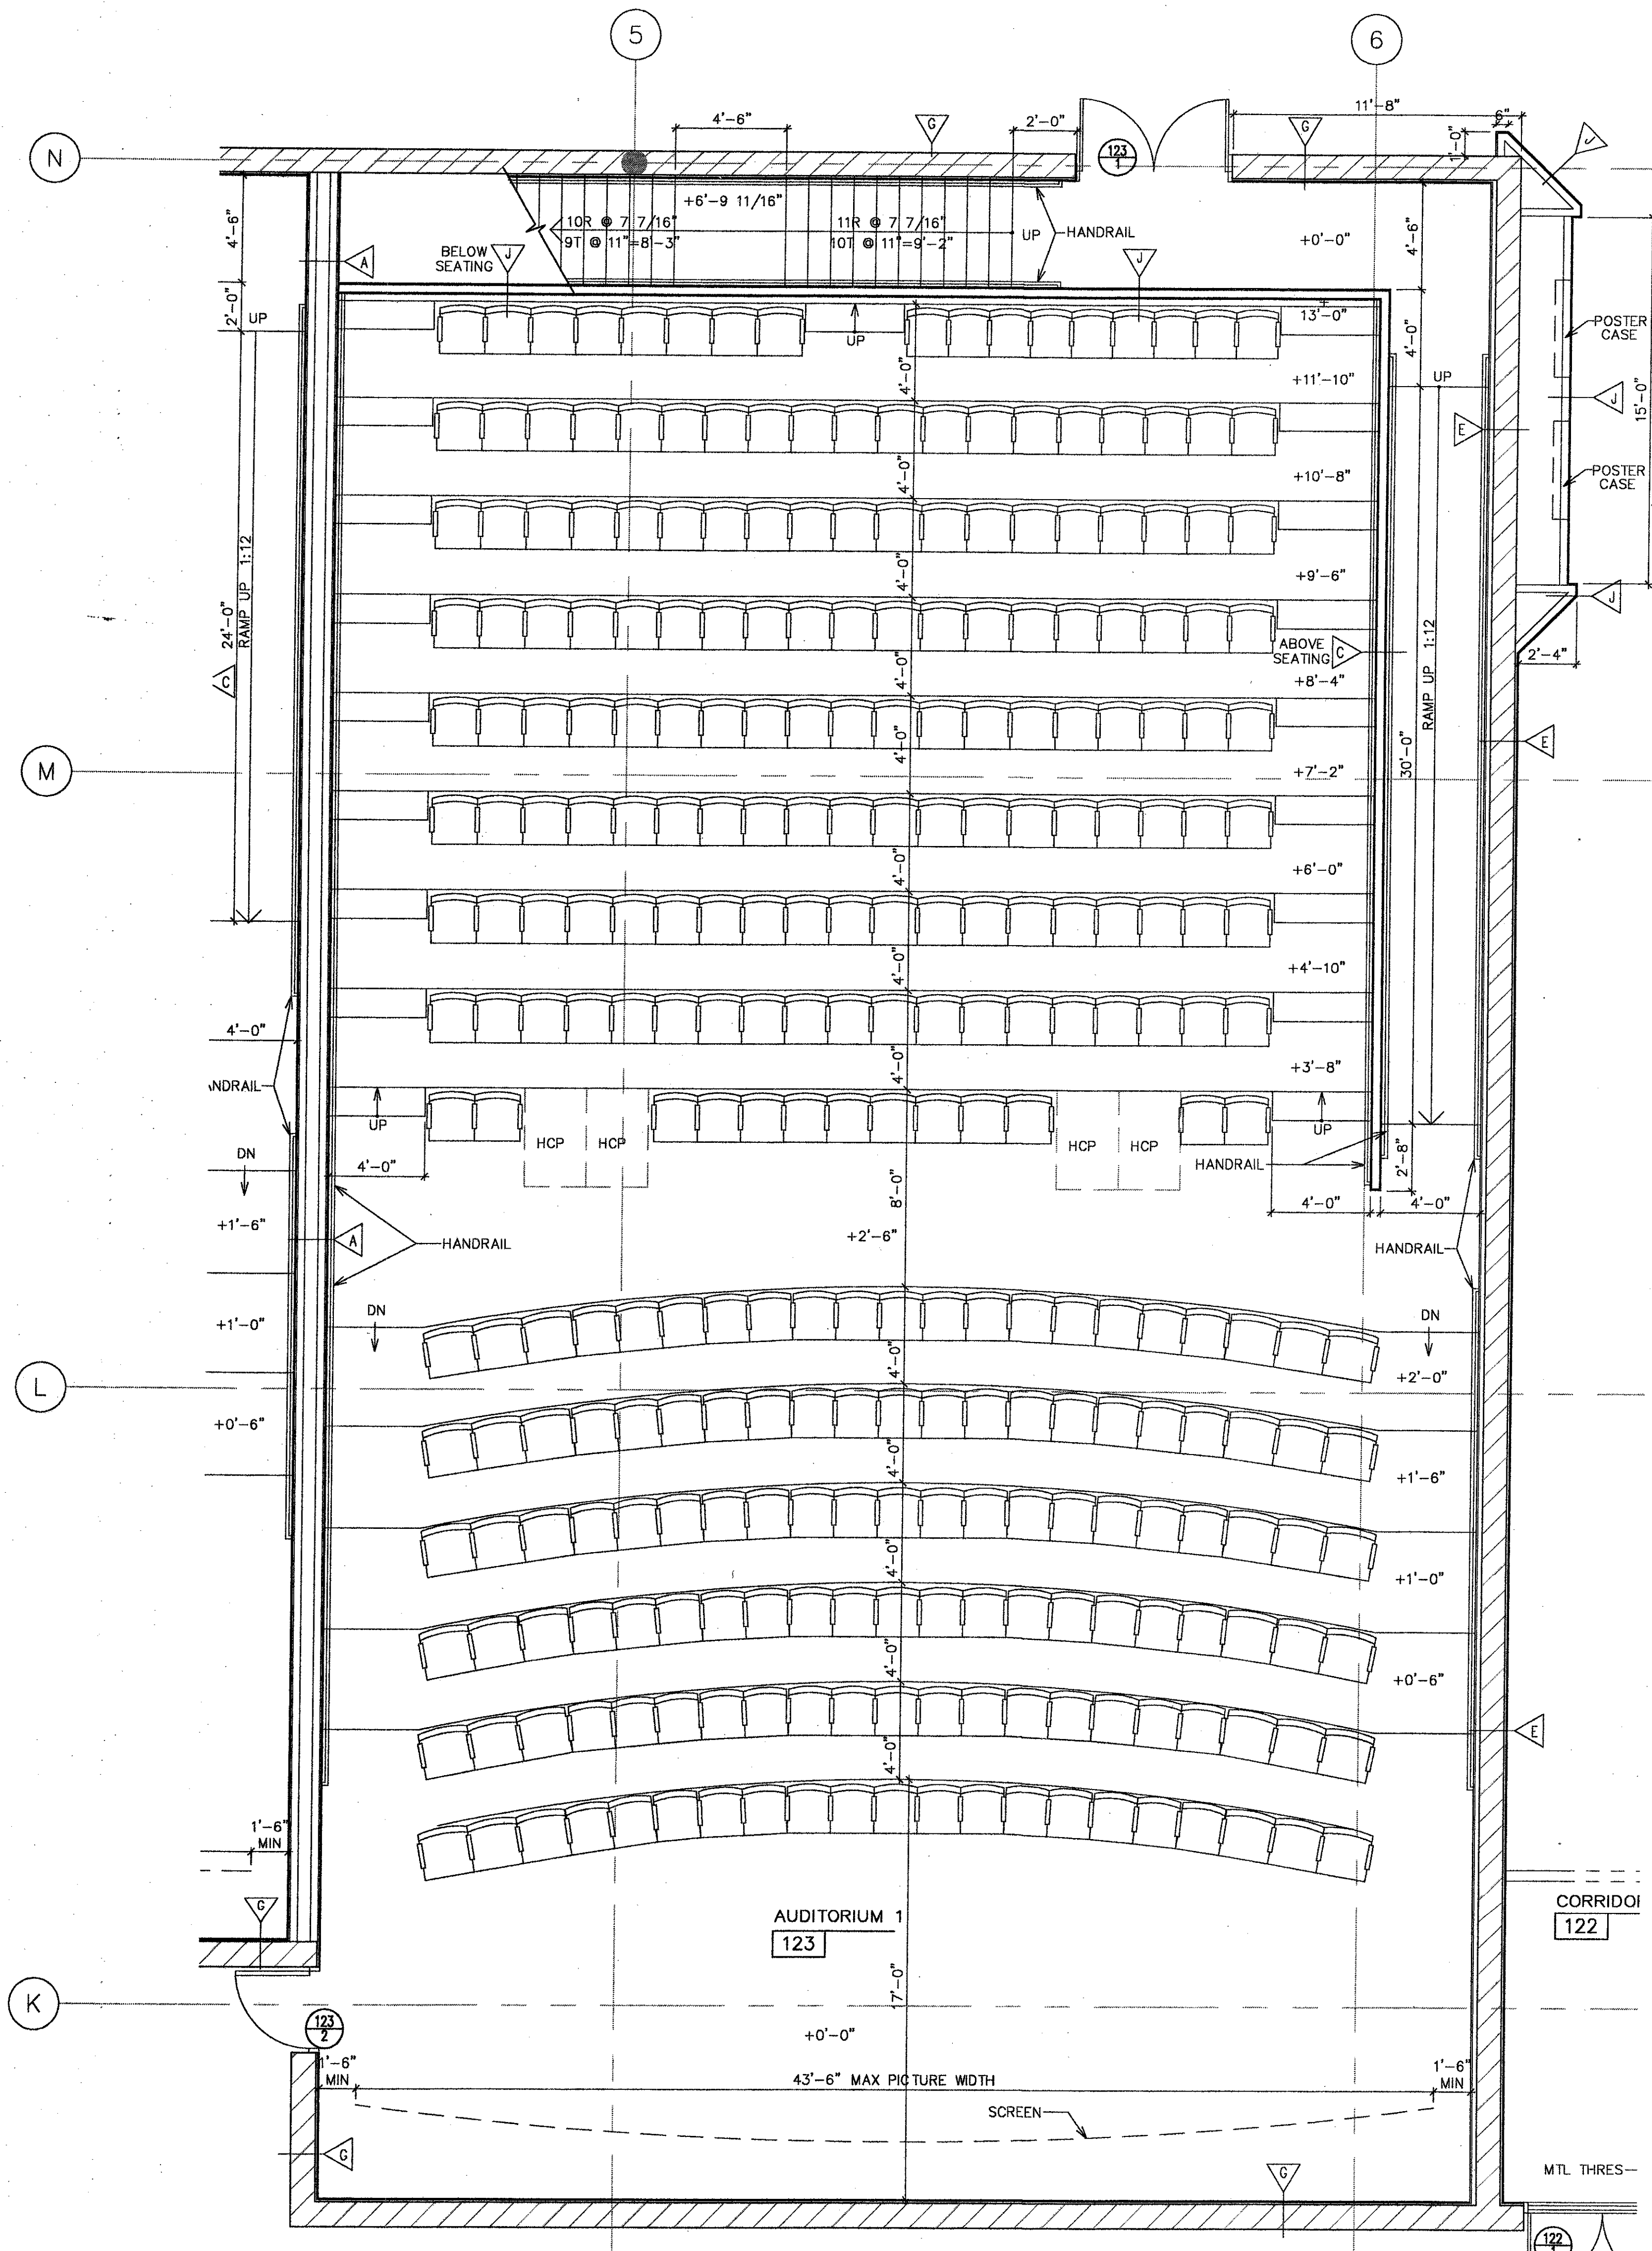 5
6
11'-8"
6"
4'-6"
G
2'-0"
G
1'-0"
J
N
123
1
+6'-9 11/16"
4'-6"
10R @ 7 7/16"
11R @ 7 7/16"
UP
HANDRAIL
9T @ 11"=8'-3"
10T @ 11"=9'-2"
+0'-0"
4'-6"
BELOW
SEATING
J
A
J
2'-0"
UP
UP
13'-0"
4'-0"
POSTER
CASE
4'-0"
+11'-10"
UP
J
15'-0"
E
4'-0"
+10'-8"
POSTER
CASE
4'-0"
+9'-6"
J
24'-0"
RAMP UP 1:12
C
ABOVE
SEATING
C
RAMP UP 1:12
2'-4"
4'-0"
+8'-4"
4'-0"
30'-0"
E
M
+7'-2"
4'-0"
+6'-0"
4'-0"
+4'-10"
4'-0"
4'-0"
+3'-8"
NDRAIL
UP
HCP
HCP
HCP
HCP
UP
DN
4'-0"
HANDRAIL
2'-8"
8'-0"
4'-0"
4'-0"
+1'-6"
A
HANDRAIL
+2'-6"
HANDRAIL
+1'-0"
DN
DN
4'-0"
+2'-0"
L
+0'-6"
4'-0"
+1'-6"
4'-0"
+1'-0"
4'-0"
+0'-6"
E
4'-0"
1'-6"
MIN
G
AUDITORIUM 1
123
CORRIDO
122
17'-0"
K
123
2
+0'-0"
1'-6"
MIN
43'-6" MAX PICTURE WIDTH
1'-6"
MIN
SCREEN
G
G
MTL THRES
122